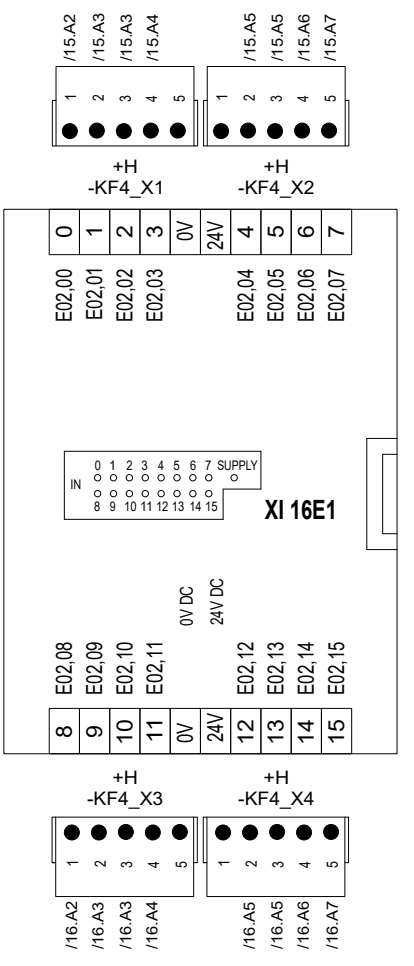 /15.A2 /15.A3 /15.A3 /15.A4 /15.A5 /15.A5 /15.A6 /15.A7
1 2 3 4 5 1 2 3 4 5
+H +H
-KF4_X1 -KF4_X2
0 1 2 3 0V 24V 4 5 6 7
E02,00 E02,01 E02,02 E02,03 E02,04 E02,05 E02,06 E02,07
0 1 2 3 4 5 6 7 SUPPLY
IN
8 9 10 11 12 13 14 15
XI 16E1
0V DC 24V DC
E02,08 E02,09 E02,10 E02,11 E02,12 E02,13 E02,14 E02,15
8 9 10 11 0V 24V 12 13 14 15
+H +H
-KF4_X3 -KF4_X4
1 2 3 4 5 1 2 3 4 5
/16.A2 /16.A3 /16.A3 /16.A4 /16.A5 /16.A5 /16.A6 /16.A7